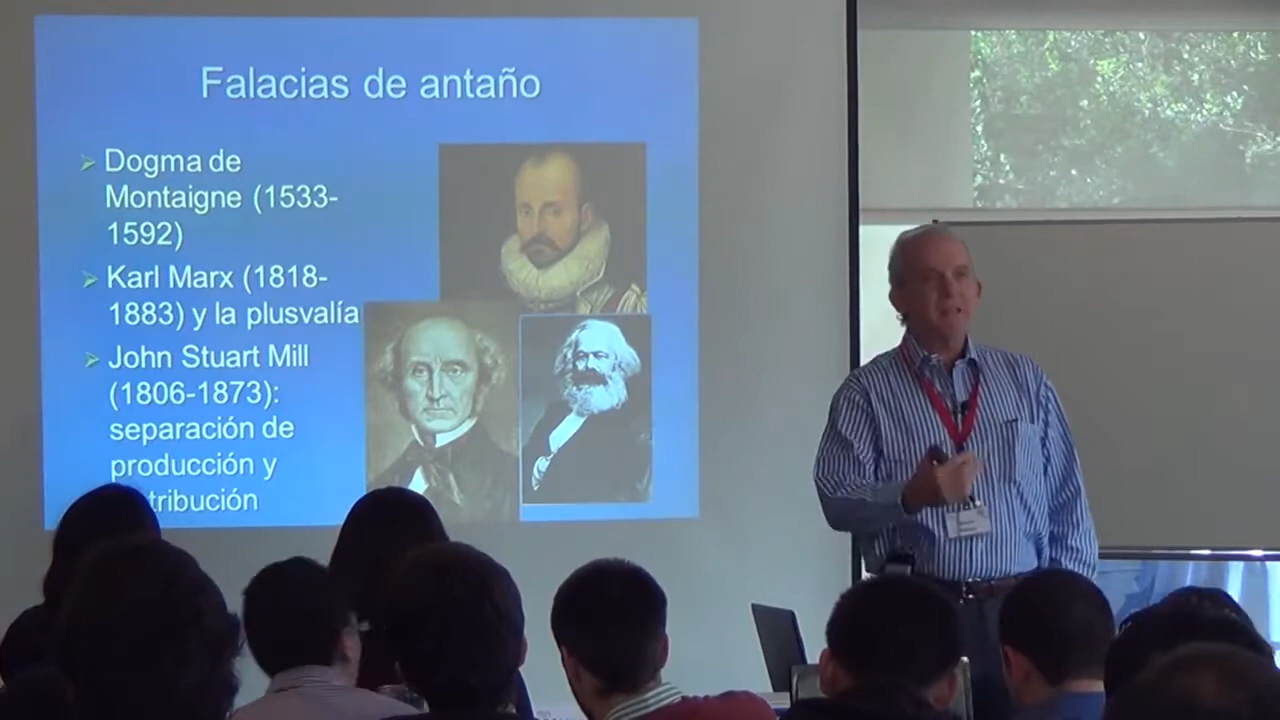 Falacias de antaño
Dogma de
Montaigne (1533-
1592)
Karl Marx (1818-
1883) y la plusvalía
John Stuart Mill
(1806-1873):
separación de
producción y
tribución